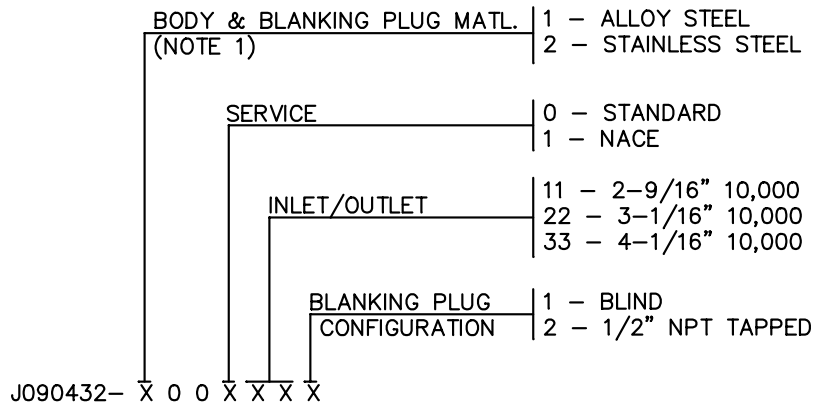 BODY & BLANKING PLUG MATL.
(NOTE 1)
1 – ALLOY STEEL
2 – STAINLESS STEEL
SERVICE
0 – STANDARD
1 – NACE
INLET/OUTLET
11 – 2–9/16" 10,000
22 – 3–1/16" 10,000
33 – 4–1/16" 10,000
BLANKING PLUG
CONFIGURATION
1 – BLIND
2 – 1/2" NPT TAPPED
J090432– X 0 0 X X X X